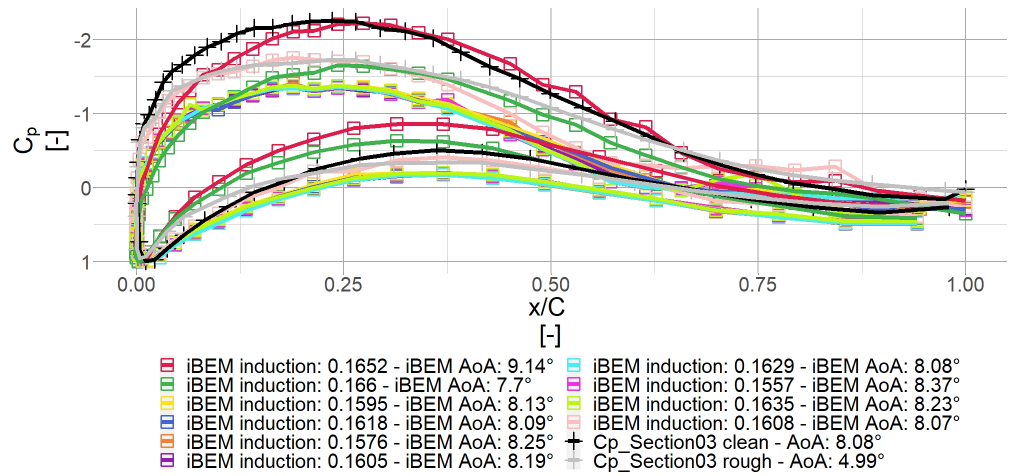 -2
-1
0
1
Cp
[-]
0.00 0.25 0.50 0.75 1.00
x/C
[-]
iBEM induction: 0.1652 - iBEM AoA: 9.14°
iBEM induction: 0.166 - iBEM AoA: 7.7°
iBEM induction: 0.1595 - iBEM AoA: 8.13°
iBEM induction: 0.1618 - iBEM AoA: 8.09°
iBEM induction: 0.1576 - iBEM AoA: 8.25°
iBEM induction: 0.1605 - iBEM AoA: 8.19°
iBEM induction: 0.1629 - iBEM AoA: 8.08°
iBEM induction: 0.1557 - iBEM AoA: 8.37°
iBEM induction: 0.1635 - iBEM AoA: 8.23°
iBEM induction: 0.1608 - iBEM AoA: 8.07°
Cp_Section03 clean - AoA: 8.08°
Cp_Section03 rough - AoA: 4.99°